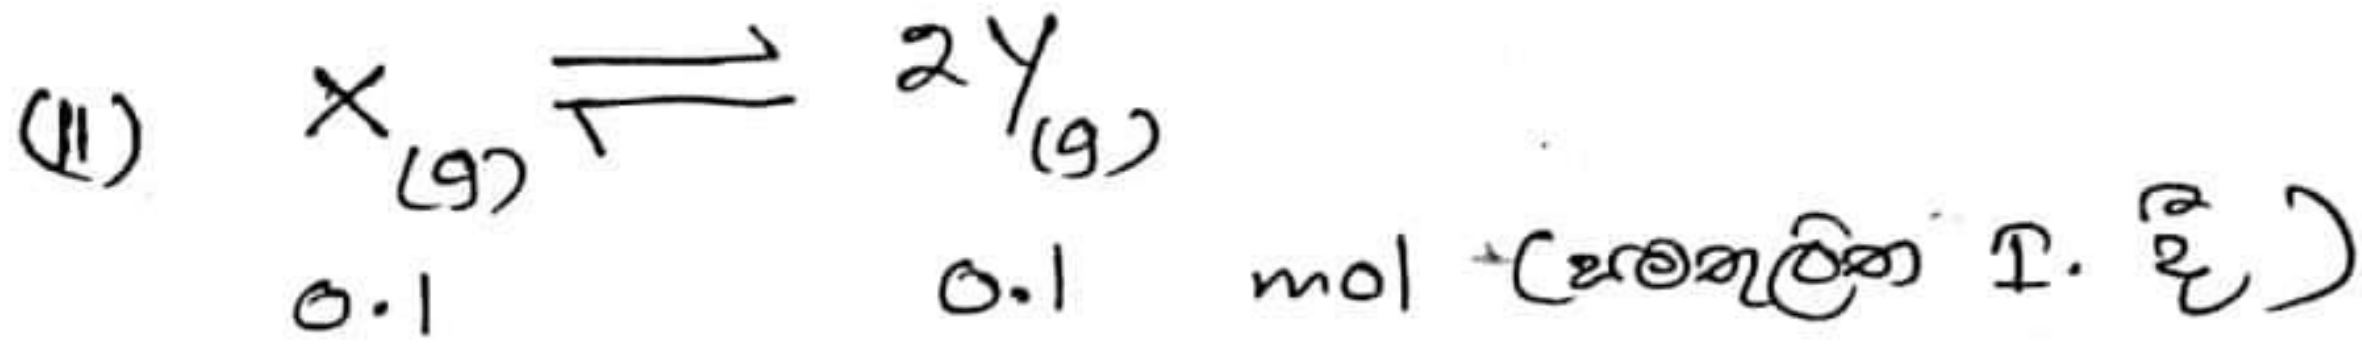 (II) X(g) ⇌ 2Y(g)
0.1 0.1 mol (සමතුලිත I. දී)